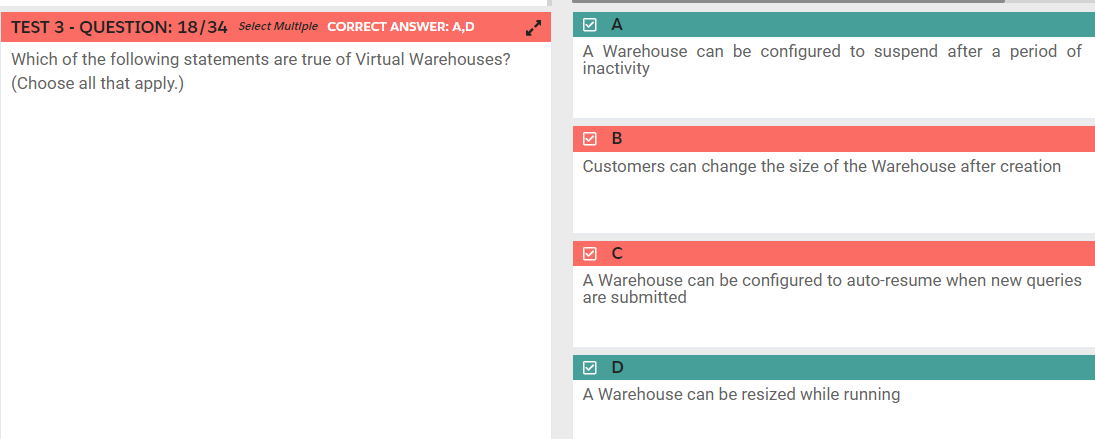 TEST 3 - QUESTION: 18/34 Select Multiple CORRECT ANSWER: A,D
Which of the following statements are true of Virtual Warehouses?
(Choose all that apply.)
A
A Warehouse can be configured to suspend after a period of
inactivity
B
Customers can change the size of the Warehouse after creation
C
A Warehouse can be configured to auto-resume when new queries
are submitted
D
A Warehouse can be resized while running